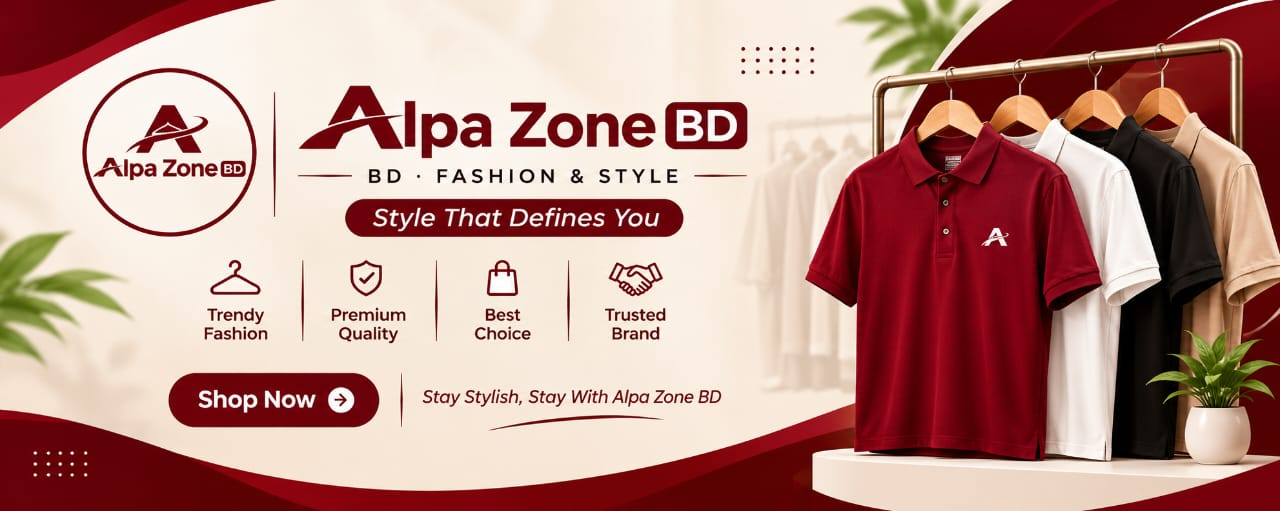 Alpa Zone BD
Alpa Zone BD
BD · FASHION & STYLE
Style That Defines You
Trendy
Fashion
Premium
Quality
Best
Choice
Trusted
Brand
Shop Now
Stay Stylish, Stay With Alpa Zone BD